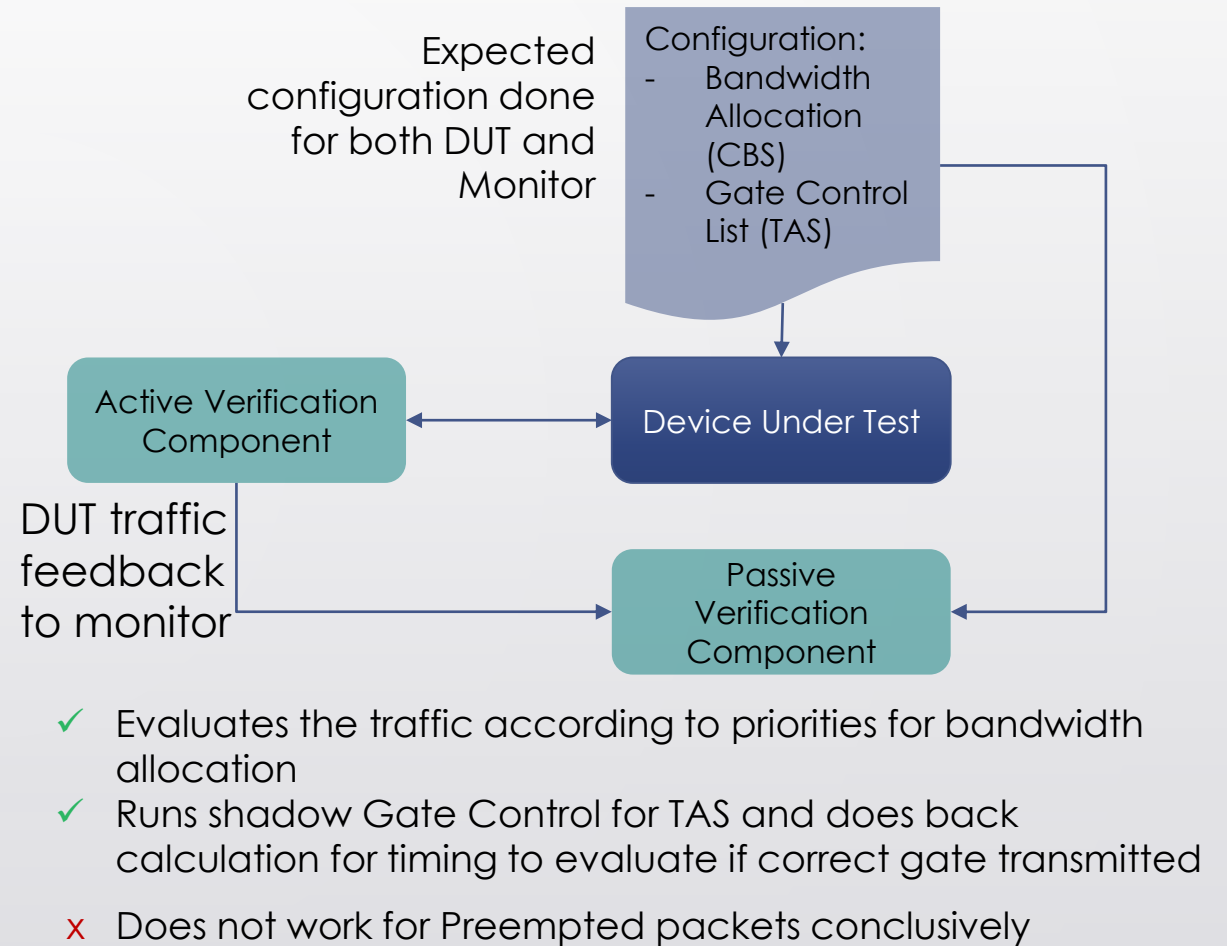 Expected
configuration done
for both DUT and
Monitor
Configuration:
- Bandwidth
Allocation
(CBS)
- Gate Control
List (TAS)
Active Verification
Component
Device Under Test
DUT traffic
feedback
to monitor
Passive
Verification
Component
✓ Evaluates the traffic according to priorities for bandwidth
allocation
✓ Runs shadow Gate Control for TAS and does back
calculation for timing to evaluate if correct gate transmitted
x Does not work for Preempted packets conclusively